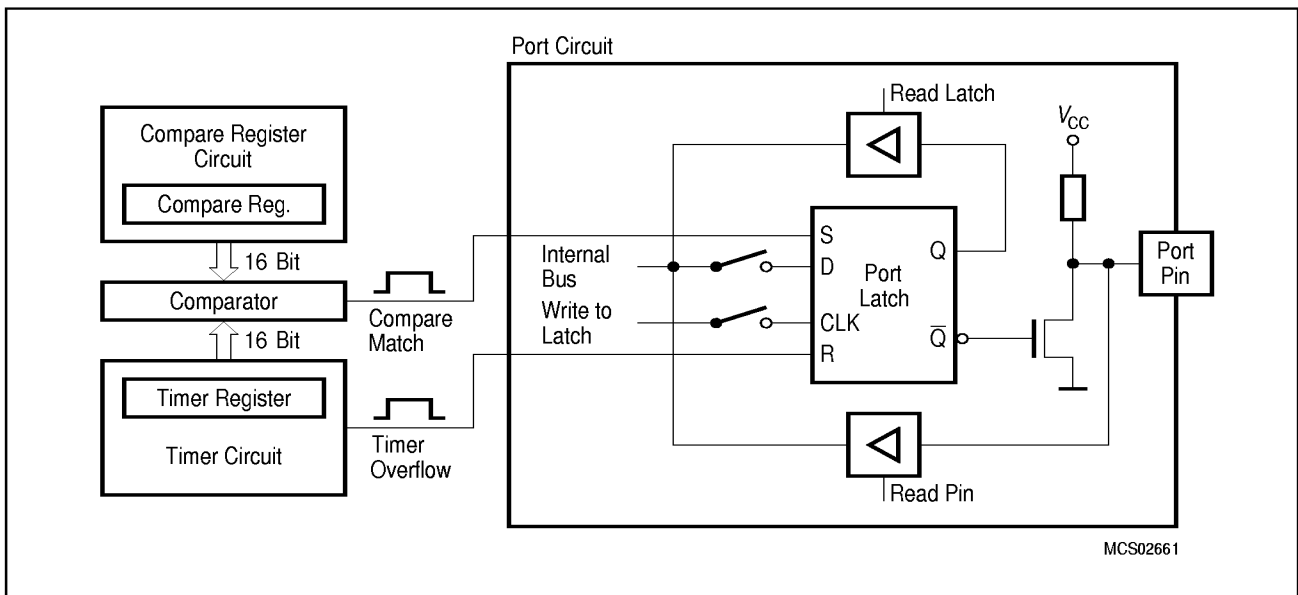 Port Circuit
Compare Register
Circuit
Compare Reg.
16 Bit
Comparator
16 Bit
Timer Register
Timer Circuit
Compare
Match
Timer
Overflow
Read Latch
Internal
Bus
Write to
Latch
S
D
CLK
R
Port
Latch
Q
Q̅
Read Pin
VCC
Port
Pin
MCS02661